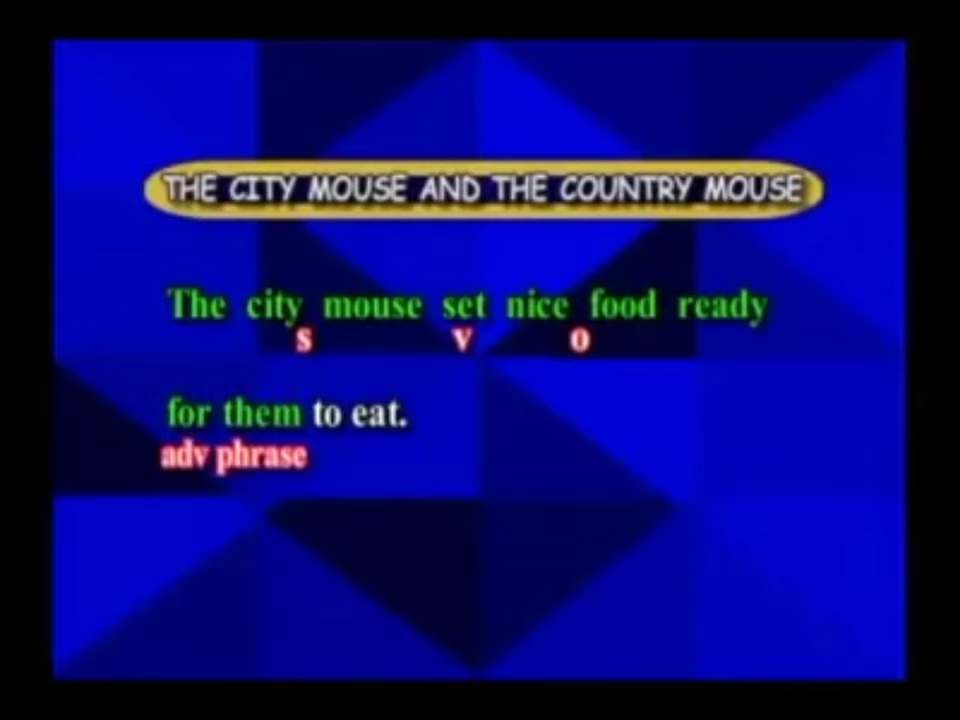 THE CITY MOUSE AND THE COUNTRY MOUSE
The city mouse set nice food ready
s v o
for them to eat.
adv phrase